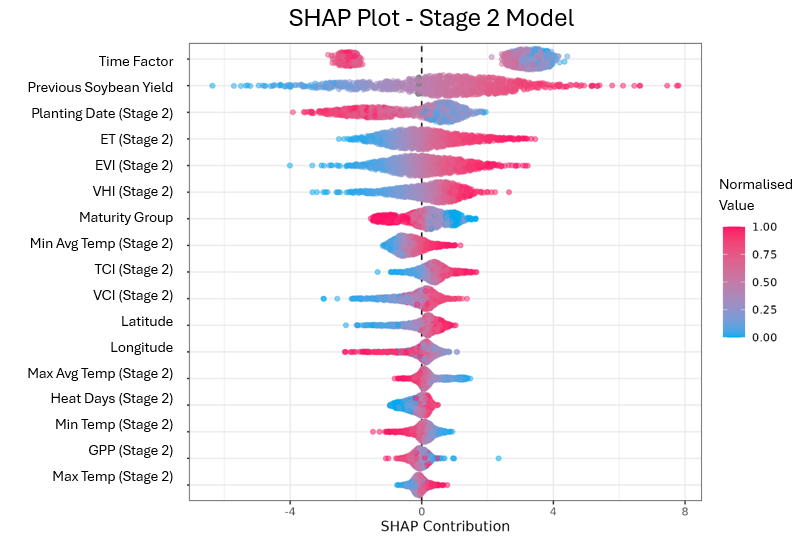 SHAP Plot - Stage 2 Model
Time Factor
Previous Soybean Yield
Planting Date (Stage 2)
ET (Stage 2)
EVI (Stage 2)
VHI (Stage 2)
Maturity Group
Min Avg Temp (Stage 2)
TCI (Stage 2)
VCI (Stage 2)
Latitude
Longitude
Max Avg Temp (Stage 2)
Heat Days (Stage 2)
Min Temp (Stage 2)
GPP (Stage 2)
Max Temp (Stage 2)
-4 0 4 8
SHAP Contribution
Normalised
Value
1.00
0.75
0.50
0.25
0.00